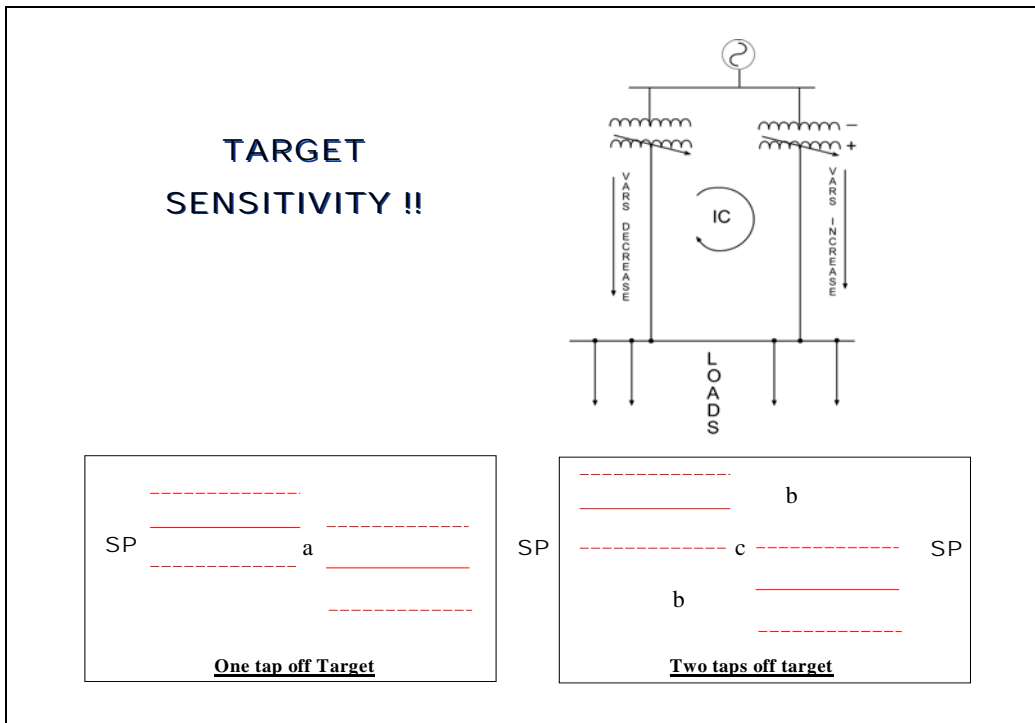 TARGET
SENSITIVITY !!
–
+
VARS DECREASE
IC
VARS INCREASE
LOADS
SP
a
One tap off Target
SP
b
c
SP
b
Two taps off target